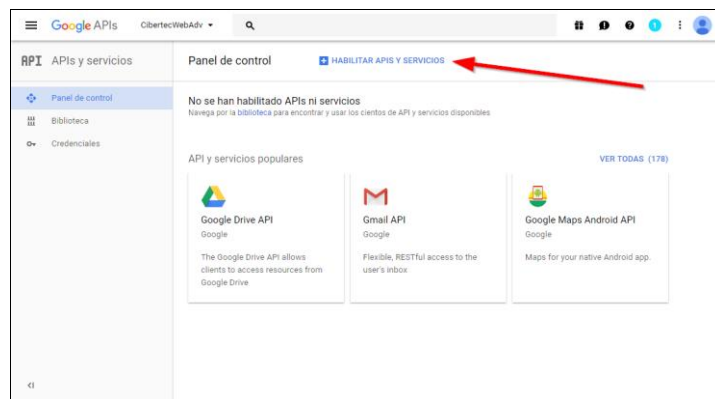 Google APIs
CibertecWebAdv
1
API APIs y servicios
Panel de control
HABILITAR APIS Y SERVICIOS
Panel de control
Biblioteca
Credenciales
No se han habilitado APIs ni servicios
Navega por la biblioteca para encontrar y usar los cientos de API y servicios disponibles
API y servicios populares
VER TODAS (178)
Google Drive API
Google
The Google Drive API allows
clients to access resources from
Google Drive
Gmail API
Google
Flexible, RESTful access to the
user's inbox
Google Maps Android API
Google
Maps for your native Android app.